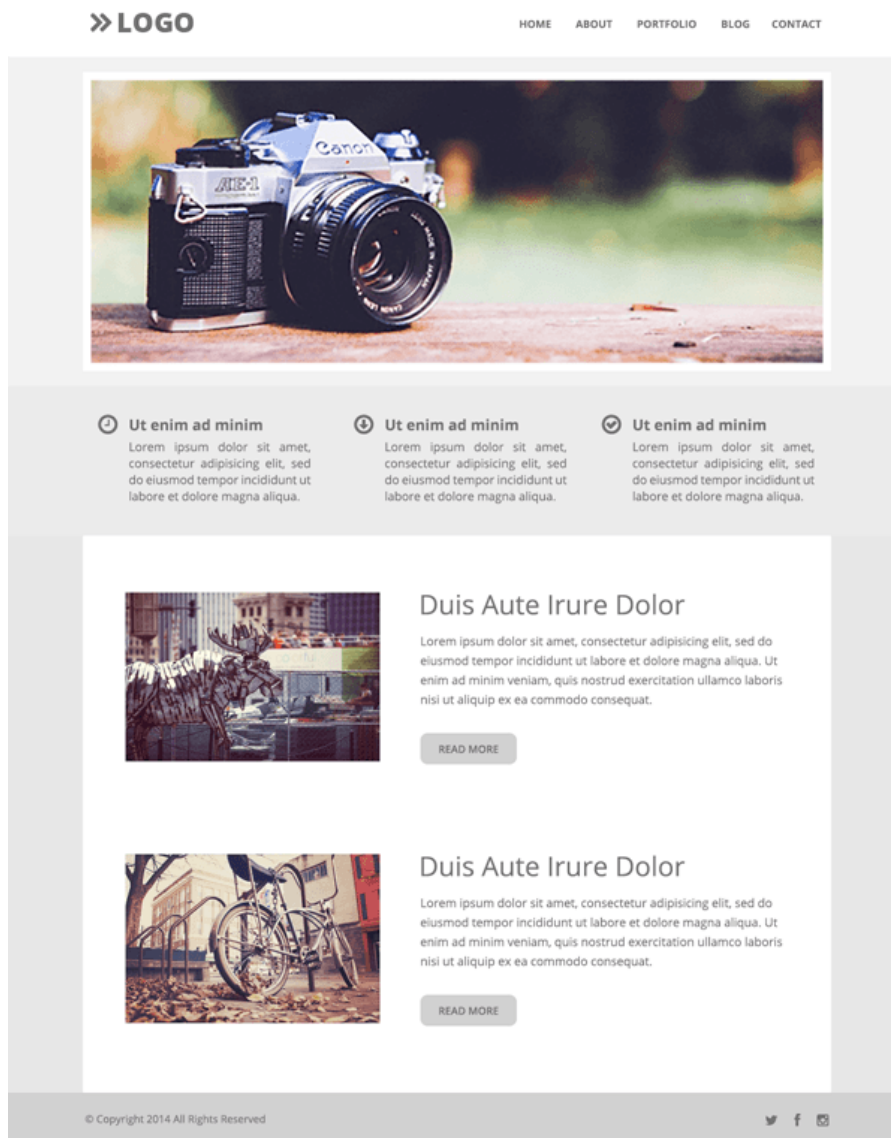 LOGO
HOME ABOUT PORTFOLIO BLOG CONTACT
Canon
AE-1
CANON LENS MADE IN JAPAN
Ut enim ad minim
Lorem ipsum dolor sit amet,
consectetur adipisicing elit, sed
do eiusmod tempor incididunt ut
labore et dolore magna aliqua.
Ut enim ad minim
Lorem ipsum dolor sit amet,
consectetur adipisicing elit, sed
do eiusmod tempor incididunt ut
labore et dolore magna aliqua.
Ut enim ad minim
Lorem ipsum dolor sit amet,
consectetur adipisicing elit, sed
do eiusmod tempor incididunt ut
labore et dolore magna aliqua.
Duis Aute Irure Dolor
Lorem ipsum dolor sit amet, consectetur adipisicing elit, sed do
eiusmod tempor incididunt ut labore et dolore magna aliqua. Ut
enim ad minim veniam, quis nostrud exercitation ullamco laboris
nisi ut aliquip ex ea commodo consequat.
READ MORE
Duis Aute Irure Dolor
Lorem ipsum dolor sit amet, consectetur adipisicing elit, sed do
eiusmod tempor incididunt ut labore et dolore magna aliqua. Ut
enim ad minim veniam, quis nostrud exercitation ullamco laboris
nisi ut aliquip ex ea commodo consequat.
READ MORE
© Copyright 2014 All Rights Reserved